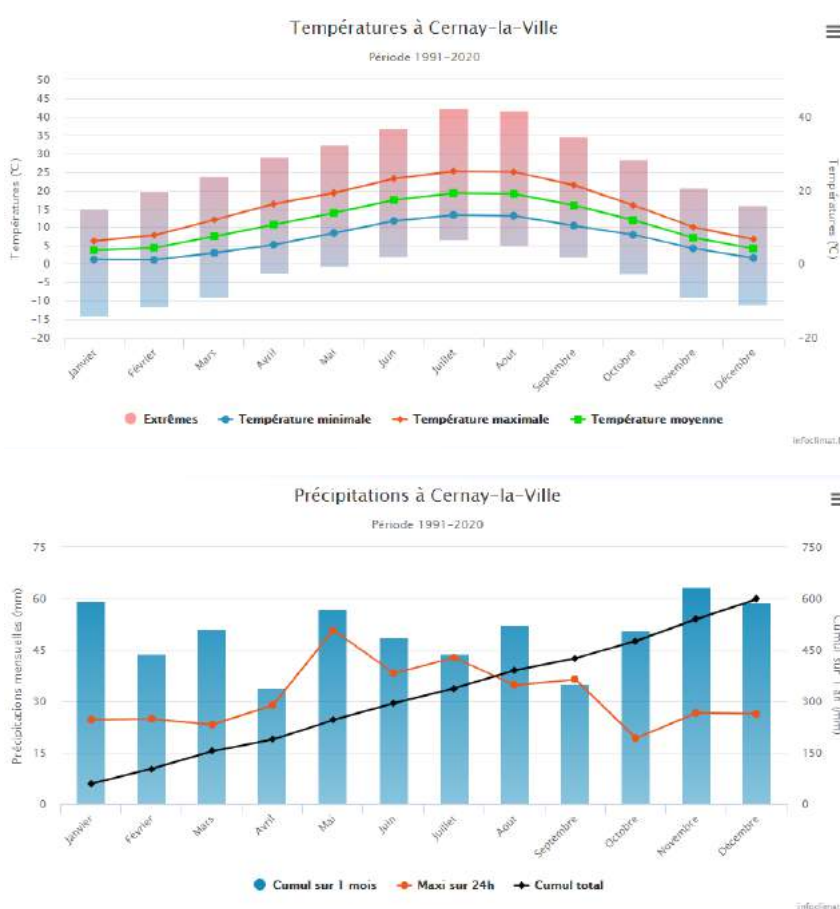 Températures à Cernay-la-Ville
Période 1991-2020
50
45
40
35
30
25
20
15
10
5
0
-5
-10
-15
-20
Températures (°C)
40
20
0
-20
Températures (°C)
Janvier
Février
Mars
Avril
Mai
Juin
Juillet
Aout
Septembre
Octobre
Novembre
Décembre
Extrêmes Température minimale Température maximale Température moyenne
Précipitations à Cernay-la-Ville
Période 1991-2020
75
60
45
30
15
0
Précipitations mensuelles (mm)
750
600
450
300
150
0
Cumul sur 1 an (mm)
Janvier
Février
Mars
Avril
Mai
Juin
Juillet
Aout
Septembre
Octobre
Novembre
Décembre
Cumul sur 1 mois Maxi sur 24h Cumul total